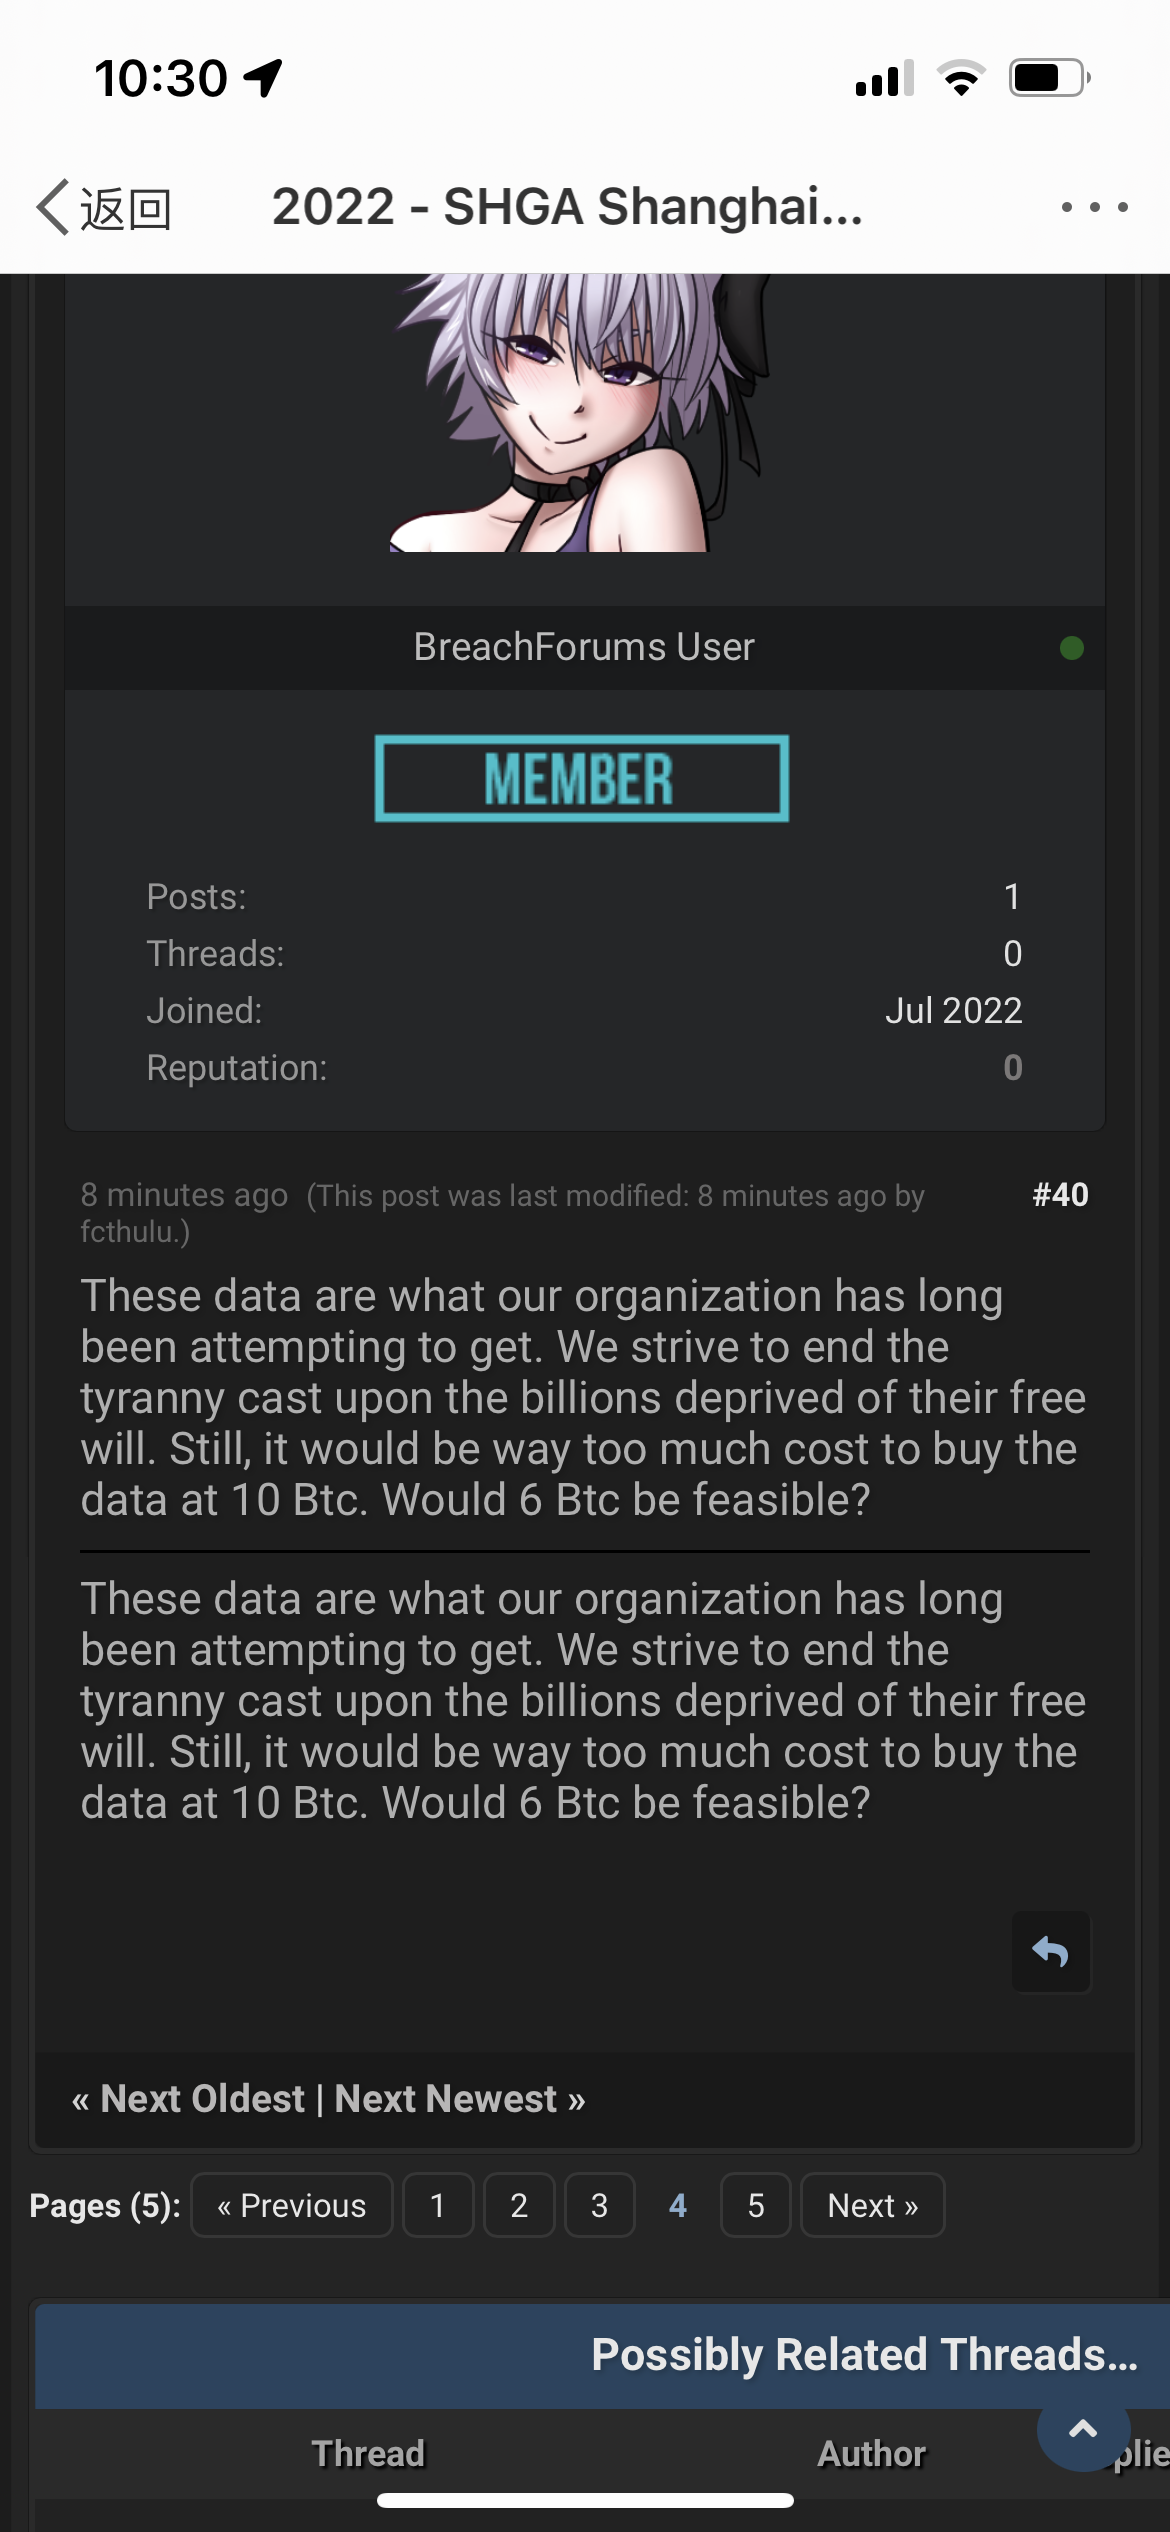 10:30
返回
2022 - SHGA Shanghai...
BreachForums User
MEMBER
Posts: 1
Threads: 0
Joined: Jul 2022
Reputation: 0
8 minutes ago (This post was last modified: 8 minutes ago by #40
fcthulu.)
These data are what our organization has long
been attempting to get. We strive to end the
tyranny cast upon the billions deprived of their free
will. Still, it would be way too much cost to buy the
data at 10 Btc. Would 6 Btc be feasible?
These data are what our organization has long
been attempting to get. We strive to end the
tyranny cast upon the billions deprived of their free
will. Still, it would be way too much cost to buy the
data at 10 Btc. Would 6 Btc be feasible?
« Next Oldest | Next Newest »
Pages (5): « Previous 1 2 3 4 5 Next »
Possibly Related Threads...
Thread Author